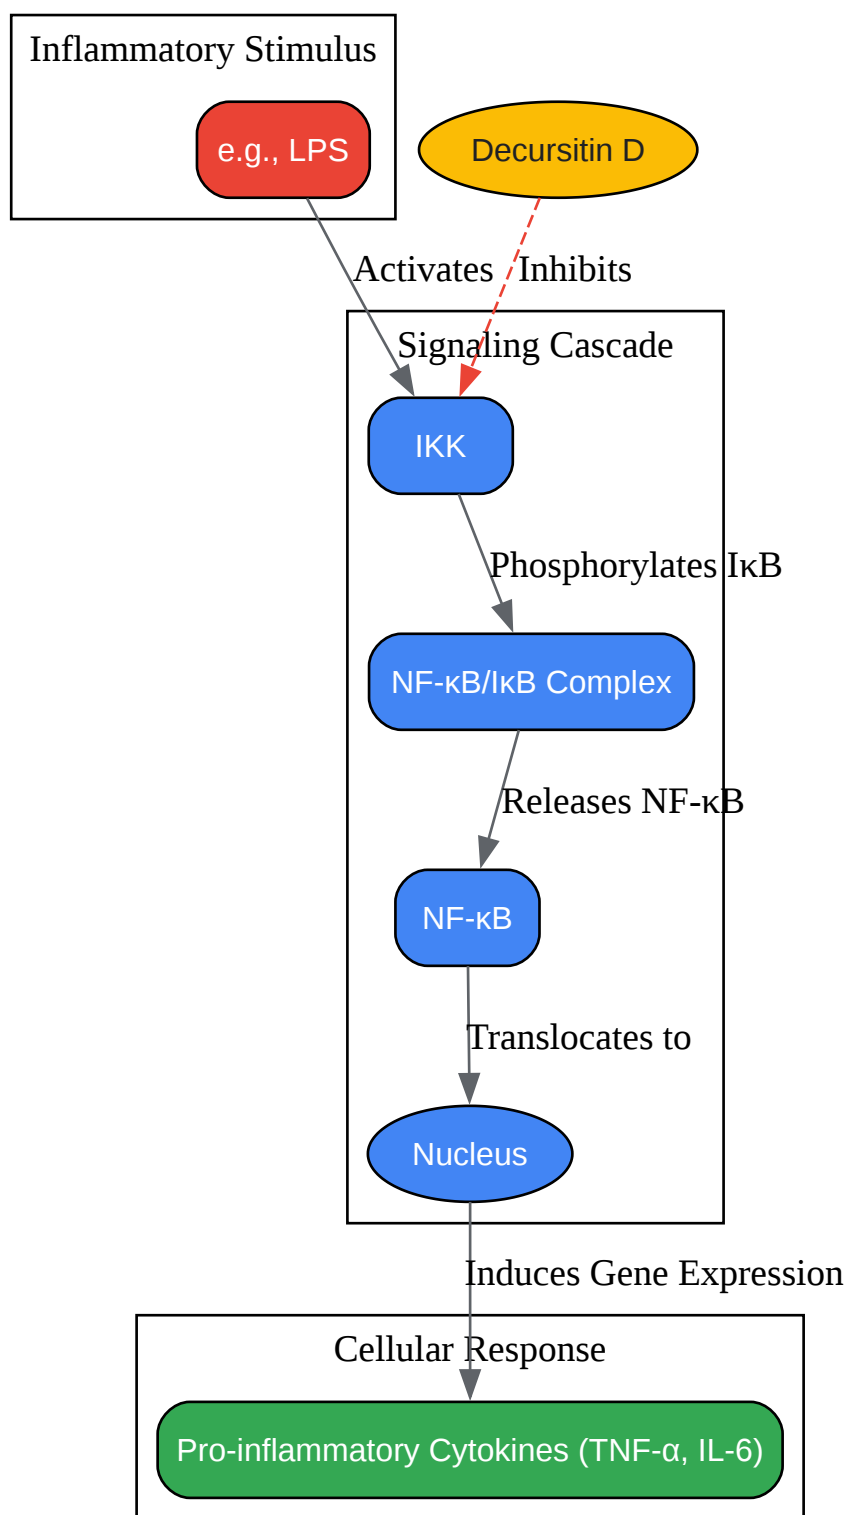 Inflammatory Stimulus
e.g., LPS
Decursitin D
Activates
Inhibits
Signaling Cascade
IKK
Phosphorylates IκB
NF-κB/IκB Complex
Releases NF-κB
NF-κB
Translocates to
Nucleus
Induces Gene Expression
Cellular Response
Pro-inflammatory Cytokines (TNF-α, IL-6)